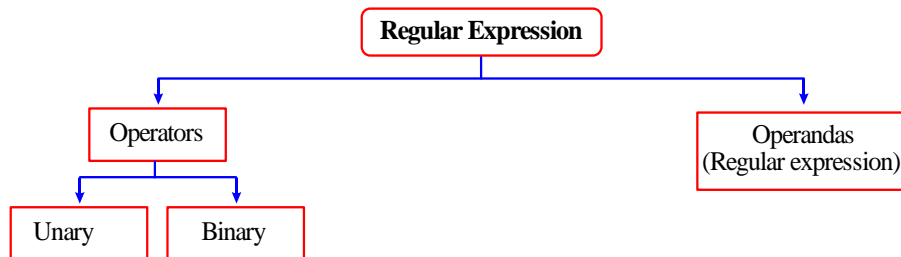 Regular Expression
Operators
Operandas
(Regular expression)
Unary
Binary